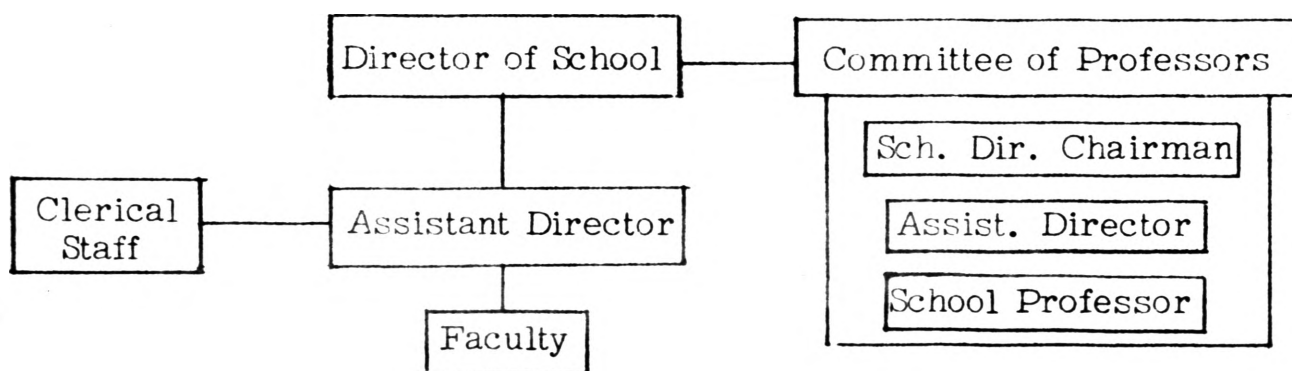 Director of School
Committee of Professors
Sch. Dir. Chairman
Clerical
Staff
Assistant Director
Assist. Director
School Professor
Faculty